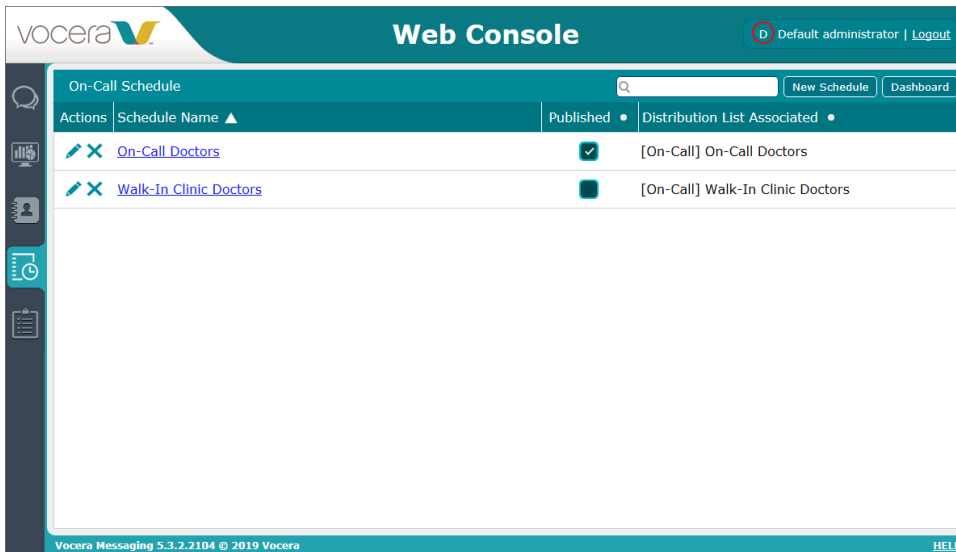 vocera Web Console D Default administrator | Logout
On-Call Schedule New Schedule Dashboard
Actions Schedule Name Published Distribution List Associated
On-Call Doctors [On-Call] On-Call Doctors
Walk-In Clinic Doctors [On-Call] Walk-In Clinic Doctors
Vocera Messaging 5.3.2.2104 © 2019 Vocera HELP